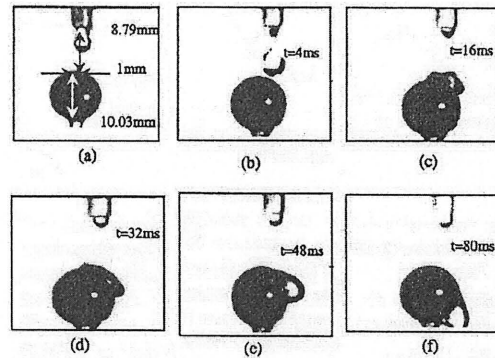 8.79mm
1mm
10.03mm
(a)
t=4ms
(b)
t=16ms
(c)
t=32ms
(d)
t=48ms
(e)
t=80ms
(f)